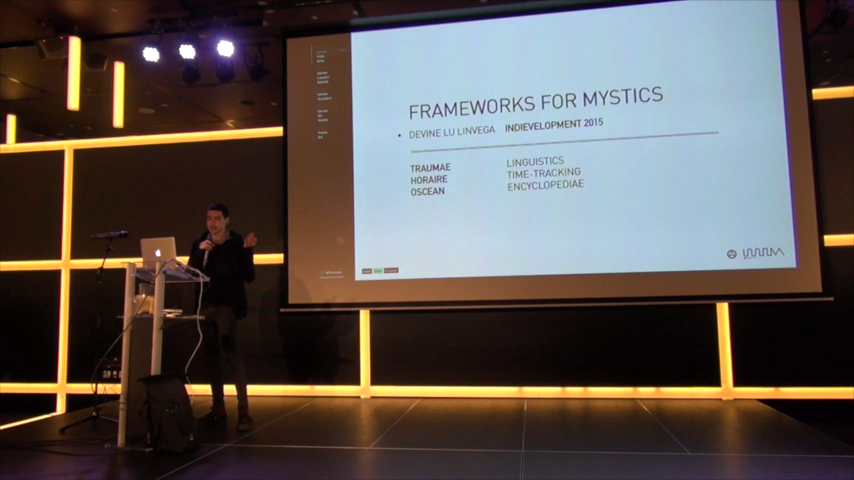 FRAMEWORKS FOR MYSTICS
• DEVINE LU LINVEGA INDIEVELOPMENT 2015
TRAUMAE LINGUISTICS
HORAIRE TIME-TRACKING
OSCEAN ENCYCLOPEDIAE